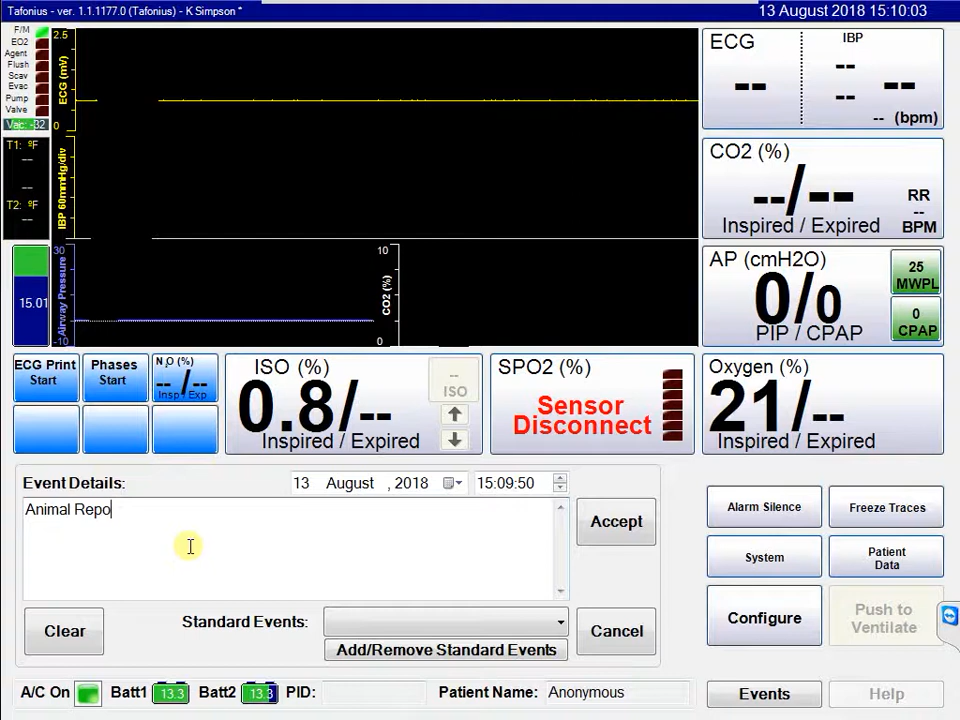 Tafonius - ver. 1.1.1177.0 (Tafonius) - K Simpson *
13 August 2018 15:10:03
F/M
EO2
Agent
Flush
Scav
Evac
Pump
Valve
Vac: -32
T1: ºF
--
--
T2: ºF
--
15.01
2.5
ECG (mV)
0
IBP 60mmHg/div
30
Airway Pressure
-10
10
CO2 (%)
0
ECG
--
IBP
--
--
--
-- (bpm)
CO2 (%)
--/--
Inspired / Expired
RR
--
BPM
AP (cmH2O)
0/0
PIP / CPAP
25
MWPL
0
CPAP
ECG Print
Start
Phases
Start
N2O (%)
--/--
Insp / Exp
ISO (%)
0.8/--
Inspired / Expired
--
ISO
SPO2 (%)
Sensor
Disconnect
Oxygen (%)
21/--
Inspired / Expired
Event Details:
13 August , 2018
15:09:50
Animal Repo
Accept
Clear
Standard Events:
Add/Remove Standard Events
Cancel
Alarm Silence
Freeze Traces
System
Patient
Data
Configure
Push to
Ventilate
A/C On
Batt1
13.3
Batt2
13.3
PID:
Patient Name:
Anonymous
Events
Help